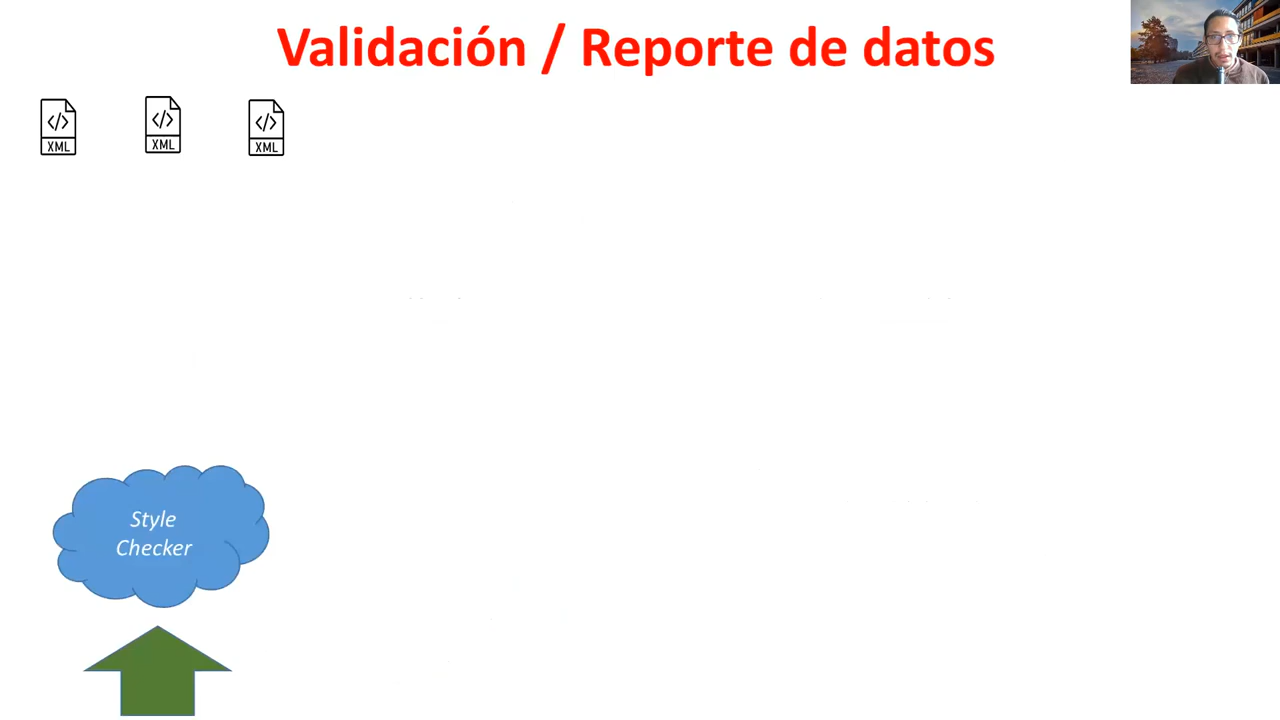 Validación / Reporte de datos
</> </> </>
XML XML XML
Style
Checker